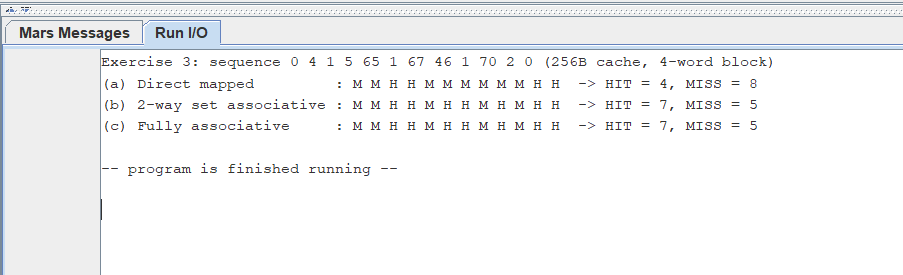 Mars Messages Run I/O
Exercise 3: sequence 0 4 1 5 65 1 67 46 1 70 2 0 (256B cache, 4-word block)
(a) Direct mapped : M M H H M M M M M M H H -> HIT = 4, MISS = 8
(b) 2-way set associative : M M H H M H H M H M H H -> HIT = 7, MISS = 5
(c) Fully associative : M M H H M H H M H M H H -> HIT = 7, MISS = 5
-- program is finished running --